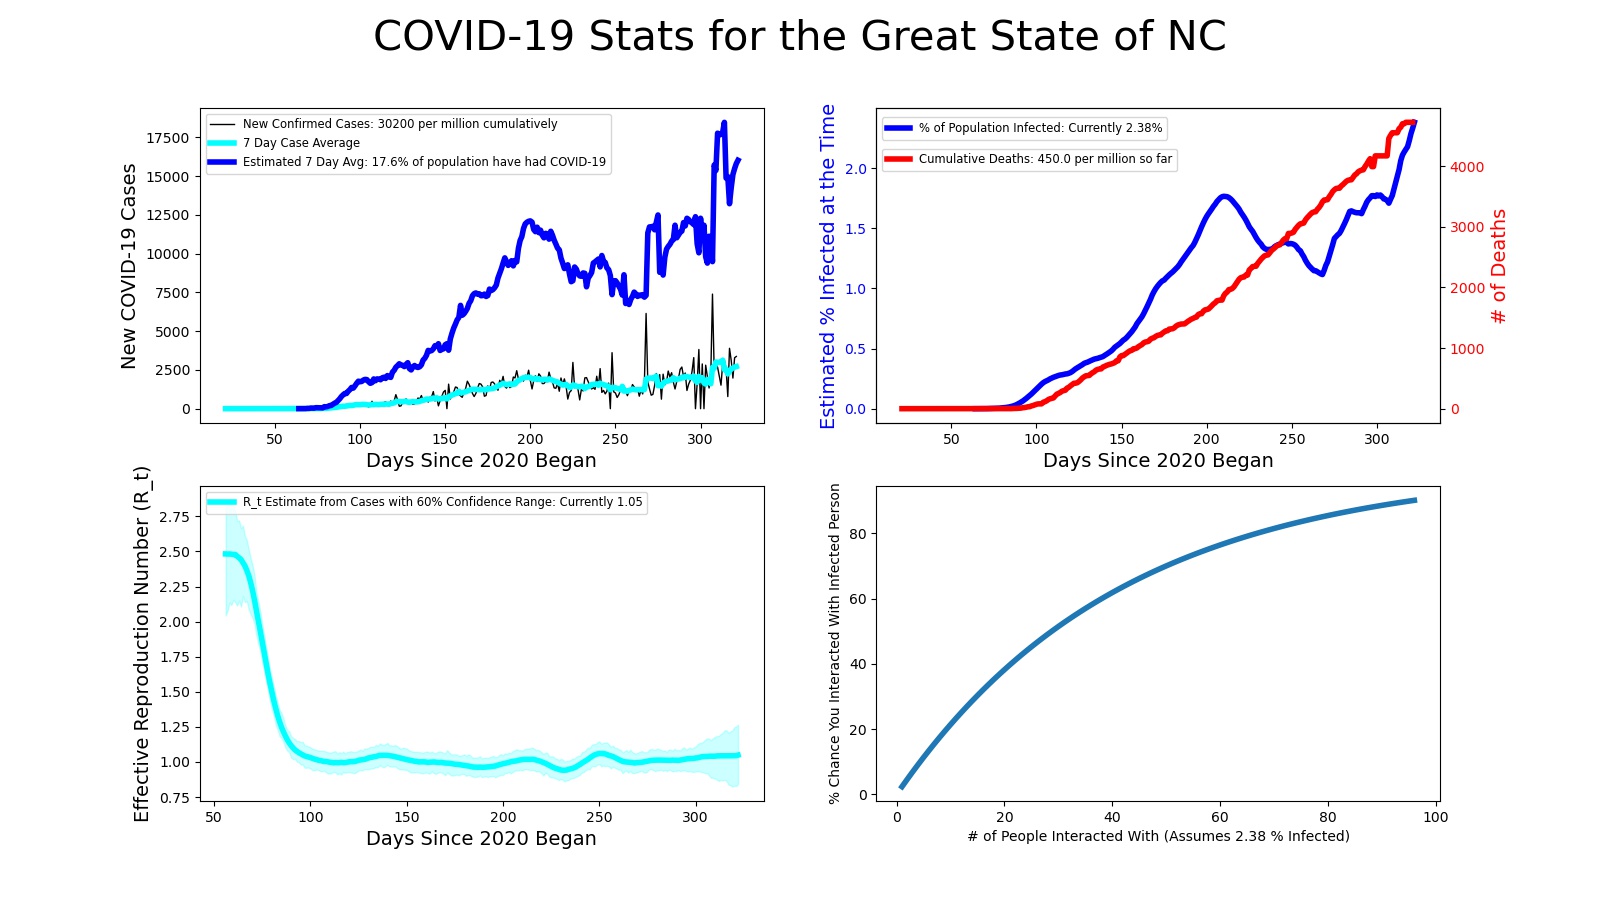 COVID-19 Stats for the Great State of NC
New COVID-19 Cases
17500
15000
12500
10000
7500
5000
2500
0
New Confirmed Cases: 30200 per million cumulatively
7 Day Case Average
Estimated 7 Day Avg: 17.6% of population have had COVID-19
50 100 150 200 250 300
Days Since 2020 Began
Estimated % Infected at the Time
2.0
1.5
1.0
0.5
0.0
% of Population Infected: Currently 2.38%
Cumulative Deaths: 450.0 per million so far
4000
3000
2000
1000
0
# of Deaths
50 100 150 200 250 300
Days Since 2020 Began
Effective Reproduction Number (R_t)
2.75
2.50
2.25
2.00
1.75
1.50
1.25
1.00
0.75
R_t Estimate from Cases with 60% Confidence Range: Currently 1.05
50 100 150 200 250 300
Days Since 2020 Began
% Chance You Interacted With Infected Person
80
60
40
20
0
0 20 40 60 80 100
# of People Interacted With (Assumes 2.38 % Infected)